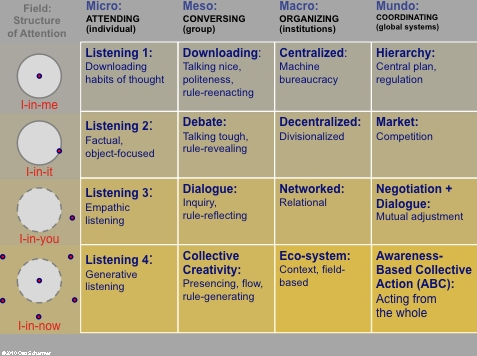 Field:
Structure
of Attention
Micro:
ATTENDING
(individual)
Meso:
CONVERSING
(group)
Macro:
ORGANIZING
(institutions)
Mundo:
COORDINATING
(global systems)
I-in-me
Listening 1:
Downloading
habits of thought
Downloading:
Talking nice,
politeness,
rule-reenacting
Centralized:
Machine
bureaucracy
Hierarchy:
Central plan,
regulation
I-in-it
Listening 2:
Factual,
object-focused
Debate:
Talking tough,
rule-revealing
Decentralized:
Divisionalized
Market:
Competition
I-in-you
Listening 3:
Empathic
listening
Dialogue:
Inquiry,
rule-reflecting
Networked:
Relational
Negotiation +
Dialogue:
Mutual adjustment
I-in-now
Listening 4:
Generative
listening
Collective
Creativity:
Presencing, flow,
rule-generating
Eco-system:
Context, field-
based
Awareness-
Based Collective
Action (ABC):
Acting from
the whole
© 2010 Otto Scharmer